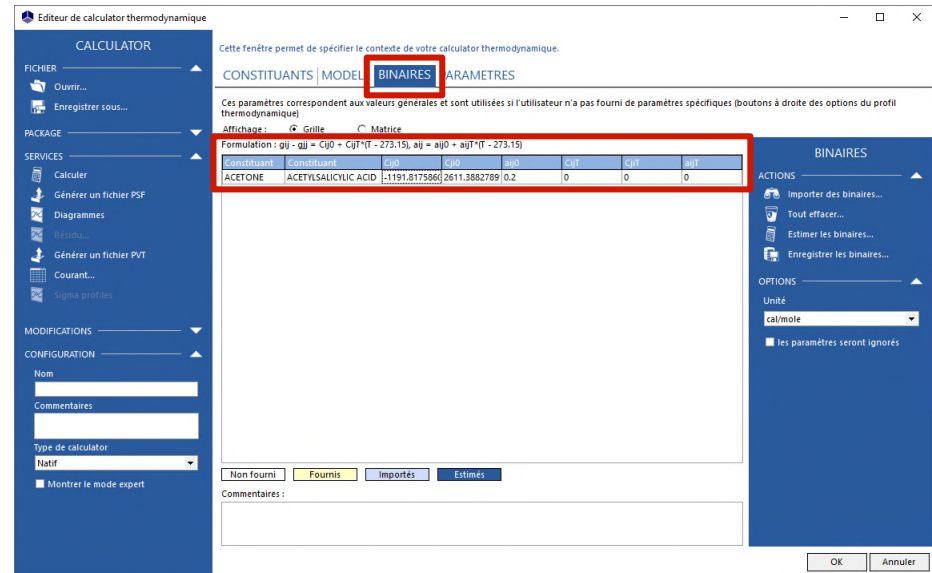 Editeur de calculator thermodynamique
CALCULATOR
FICHIER
Ouvrir...
Enregistrer sous...
PACKAGE
SERVICES
Calculer
Générer un fichier PSF
Diagrammes
Résidu...
Générer un fichier PVT
Courant...
Sigma profiles
MODIFICATIONS
CONFIGURATION
Nom
Commentaires
Type de calculator
Natif
Montrer le mode expert
Cette fenêtre permet de spécifier le contexte de votre calculator thermodynamique.
CONSTITUANTS | MODEL BINAIRES PARAMETRES
Ces paramètres correspondent aux valeurs générales et sont utilisées si l'utilisateur n'a pas fourni de paramètres spécifiques (boutons à droite des options du profil
thermodynamique)
Affichage : Grille Matrice
Formulation : gij - gjj = Cij0 + CijT*(T - 273.15), aij = aij0 + aijT*(T - 273.15)
Constituant Constituant Cij0 Cji0 aij0 CijT CjiT aijT
ACETONE ACETYLSALICYLIC ACID -1191.8175860 2611.3882789 0.2 0 0 0
Non fourni Fournis Importés Estimés
Commentaires :
BINAIRES
ACTIONS
Importer des binaires...
Tout effacer...
Estimer les binaires...
Enregistrer les binaires...
OPTIONS
Unité
cal/mole
les paramètres seront ignorés
OK Annuler